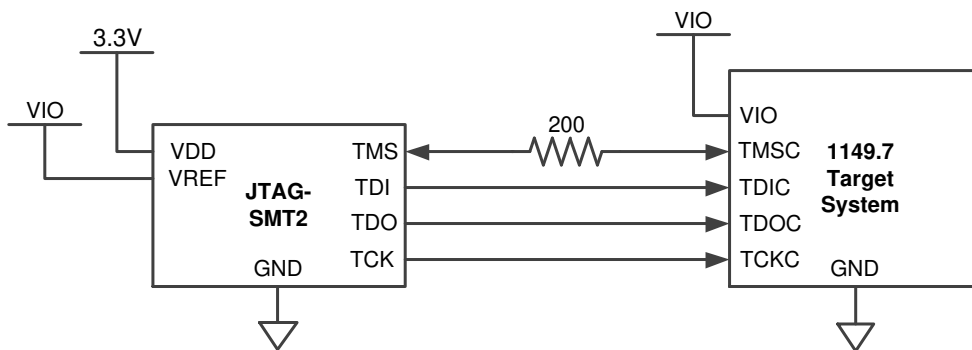 VIO
3.3V
VIO
VDD
VREF
JTAG-
SMT2
GND
TMS
TDI
TDO
TCK
200
VIO
TMSC
TDIC
TDOC
TCKC
1149.7
Target
System
GND